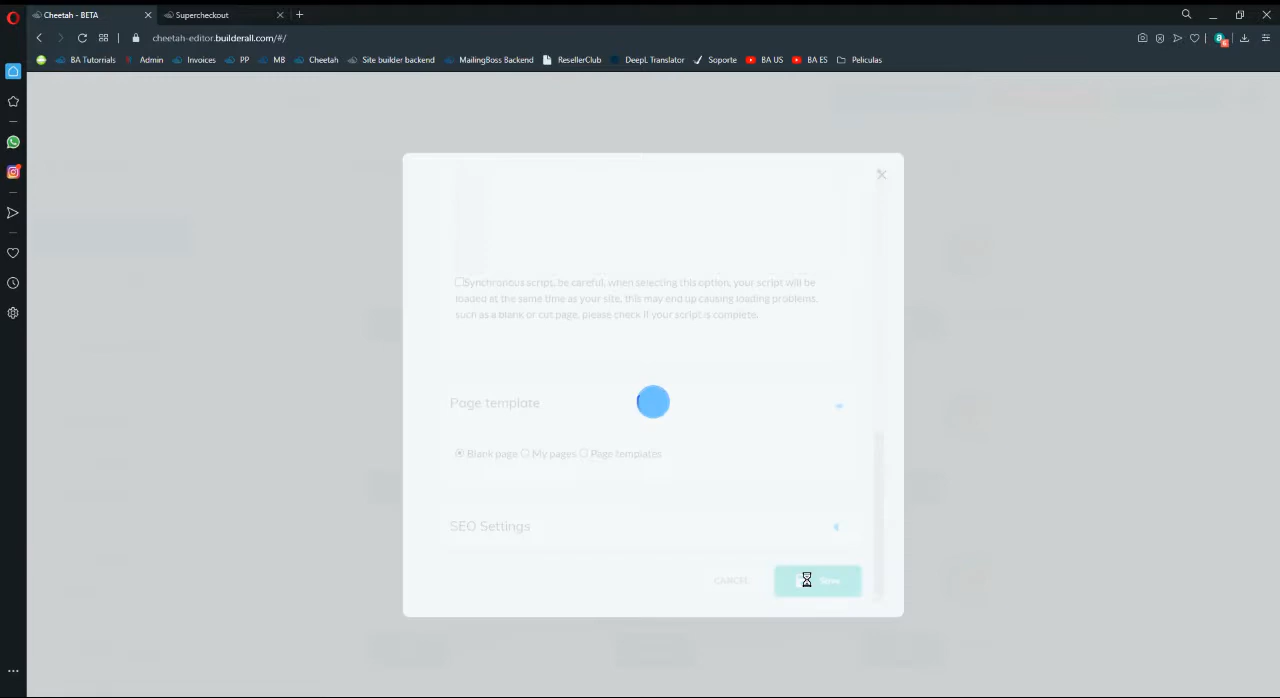 Cheetah - BETA
Supercheckout
cheetah-editor.builderall.com/#/
BA Tutorials
Admin
Invoices
PP
MB
Cheetah
Site builder backend
MailingBoss Backend
ResellerClub
DeepL Translator
Soporte
BA US
BA ES
Peliculas
Synchronous script, be careful, when selecting this option, your script will be
loaded at the same time as your site, this may end up causing loading problems,
such as a blank or cut page, please check if your script is complete.
Page template
Blank page My pages Page templates
SEO Settings
CANCEL
Save